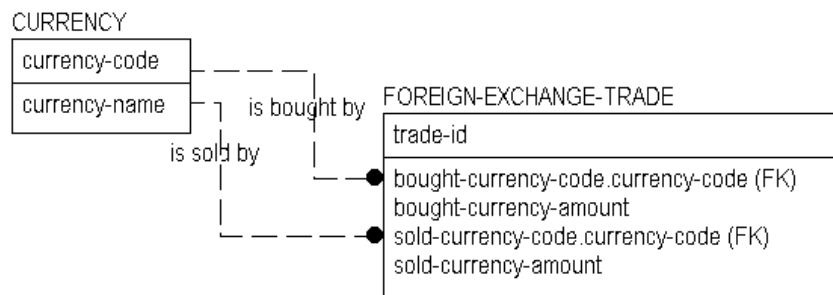 CURRENCY
currency-code
currency-name
is bought by
is sold by
FOREIGN-EXCHANGE-TRADE
trade-id
bought-currency-code.currency-code (FK)
bought-currency-amount
sold-currency-code.currency-code (FK)
sold-currency-amount